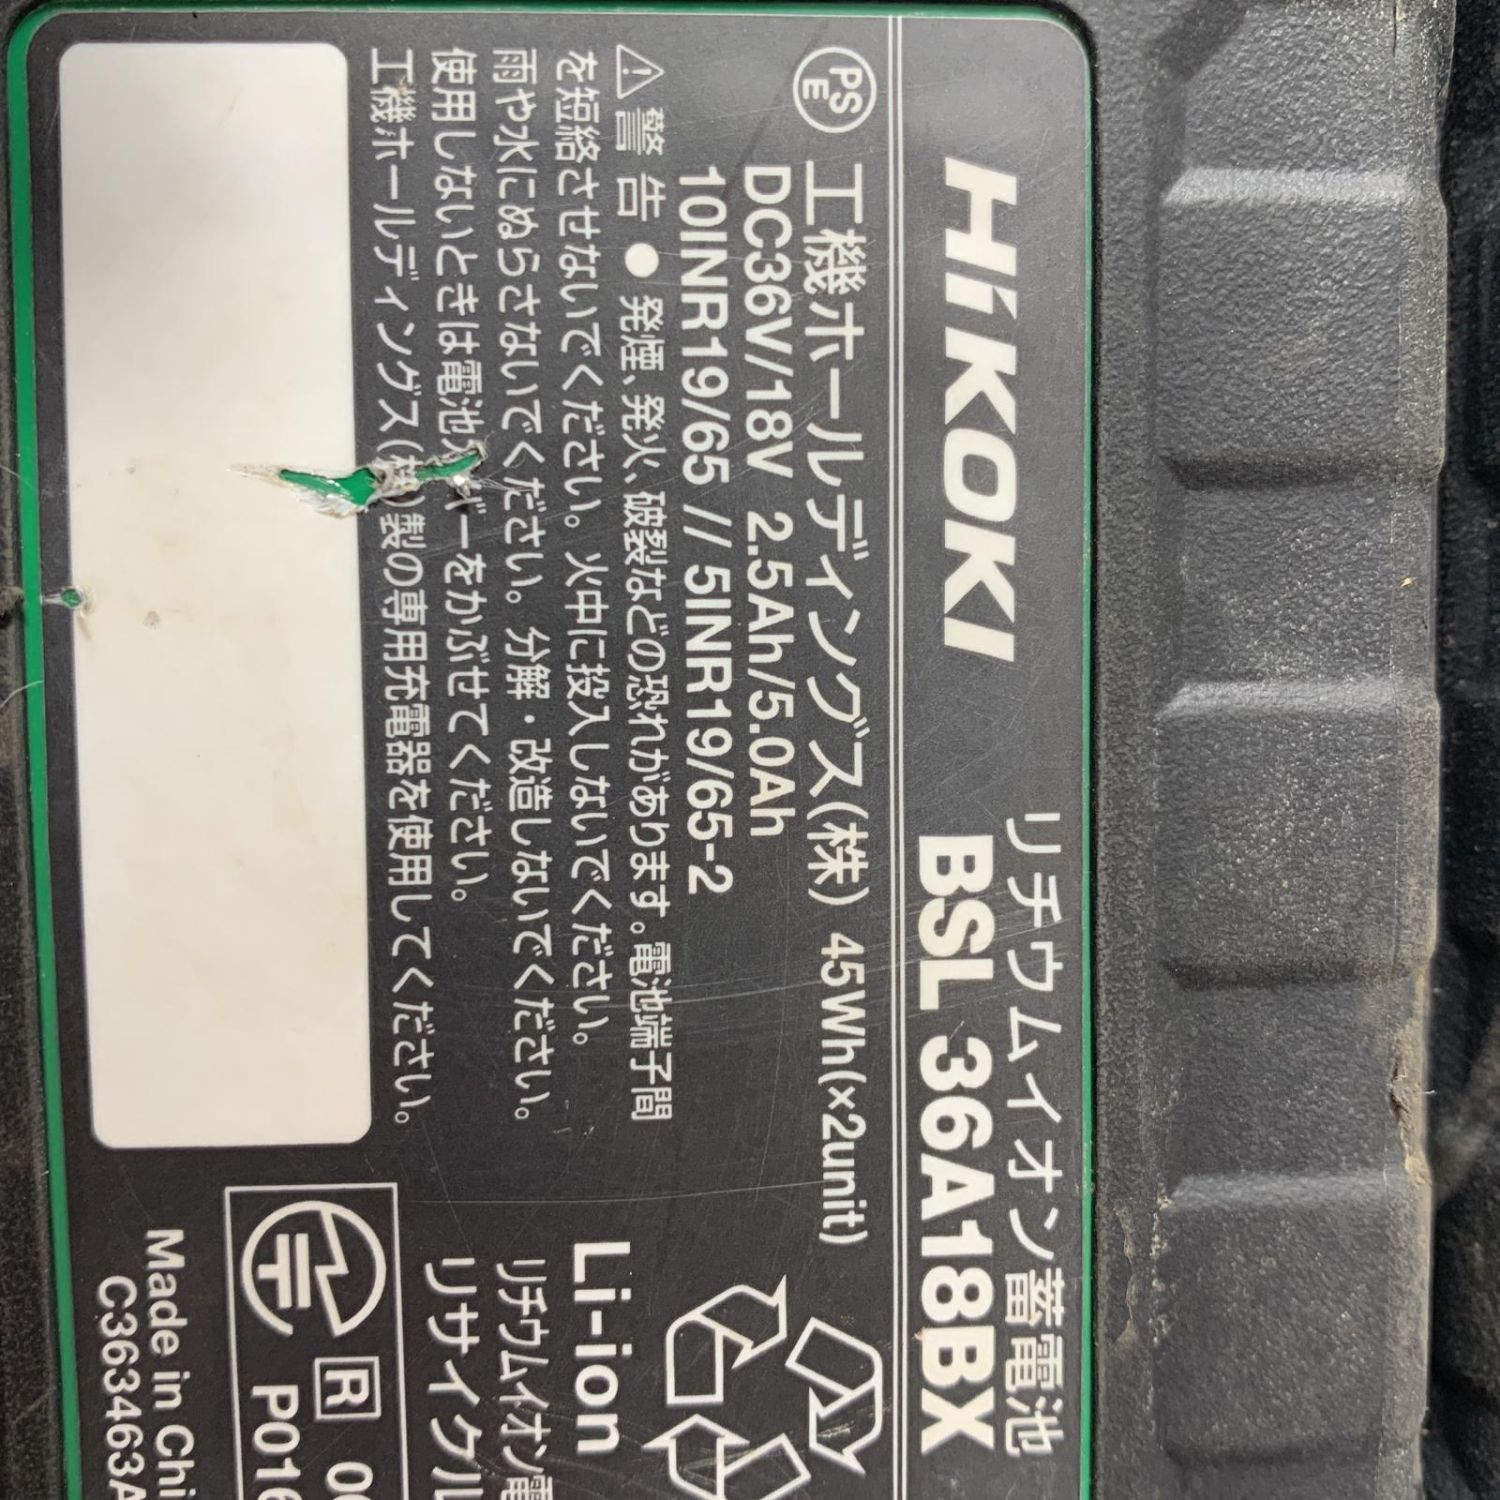 HiKOKI
リチウムイオン蓄電池
BSL 36A18BX
PSE
工機ホールディングス(株) 45Wh(×2unit)
DC36V/18V 2.5Ah/5.0Ah
10INR19/65 // 5INR19/65-2
警告 ● 発煙、発火、破裂などの恐れがあります。電池端子間
を短絡させないでください。火中に投入しないでください。
雨や水にぬらさないでください。分解・改造しないでください。
使用しないときは電池カバーをかぶせてください。
工機ホールディングス(株)製の専用充電器を使用してください。
Li-ion
リチウムイオン電
リサイクル
R 00
P016
Made in Chi
C363463A